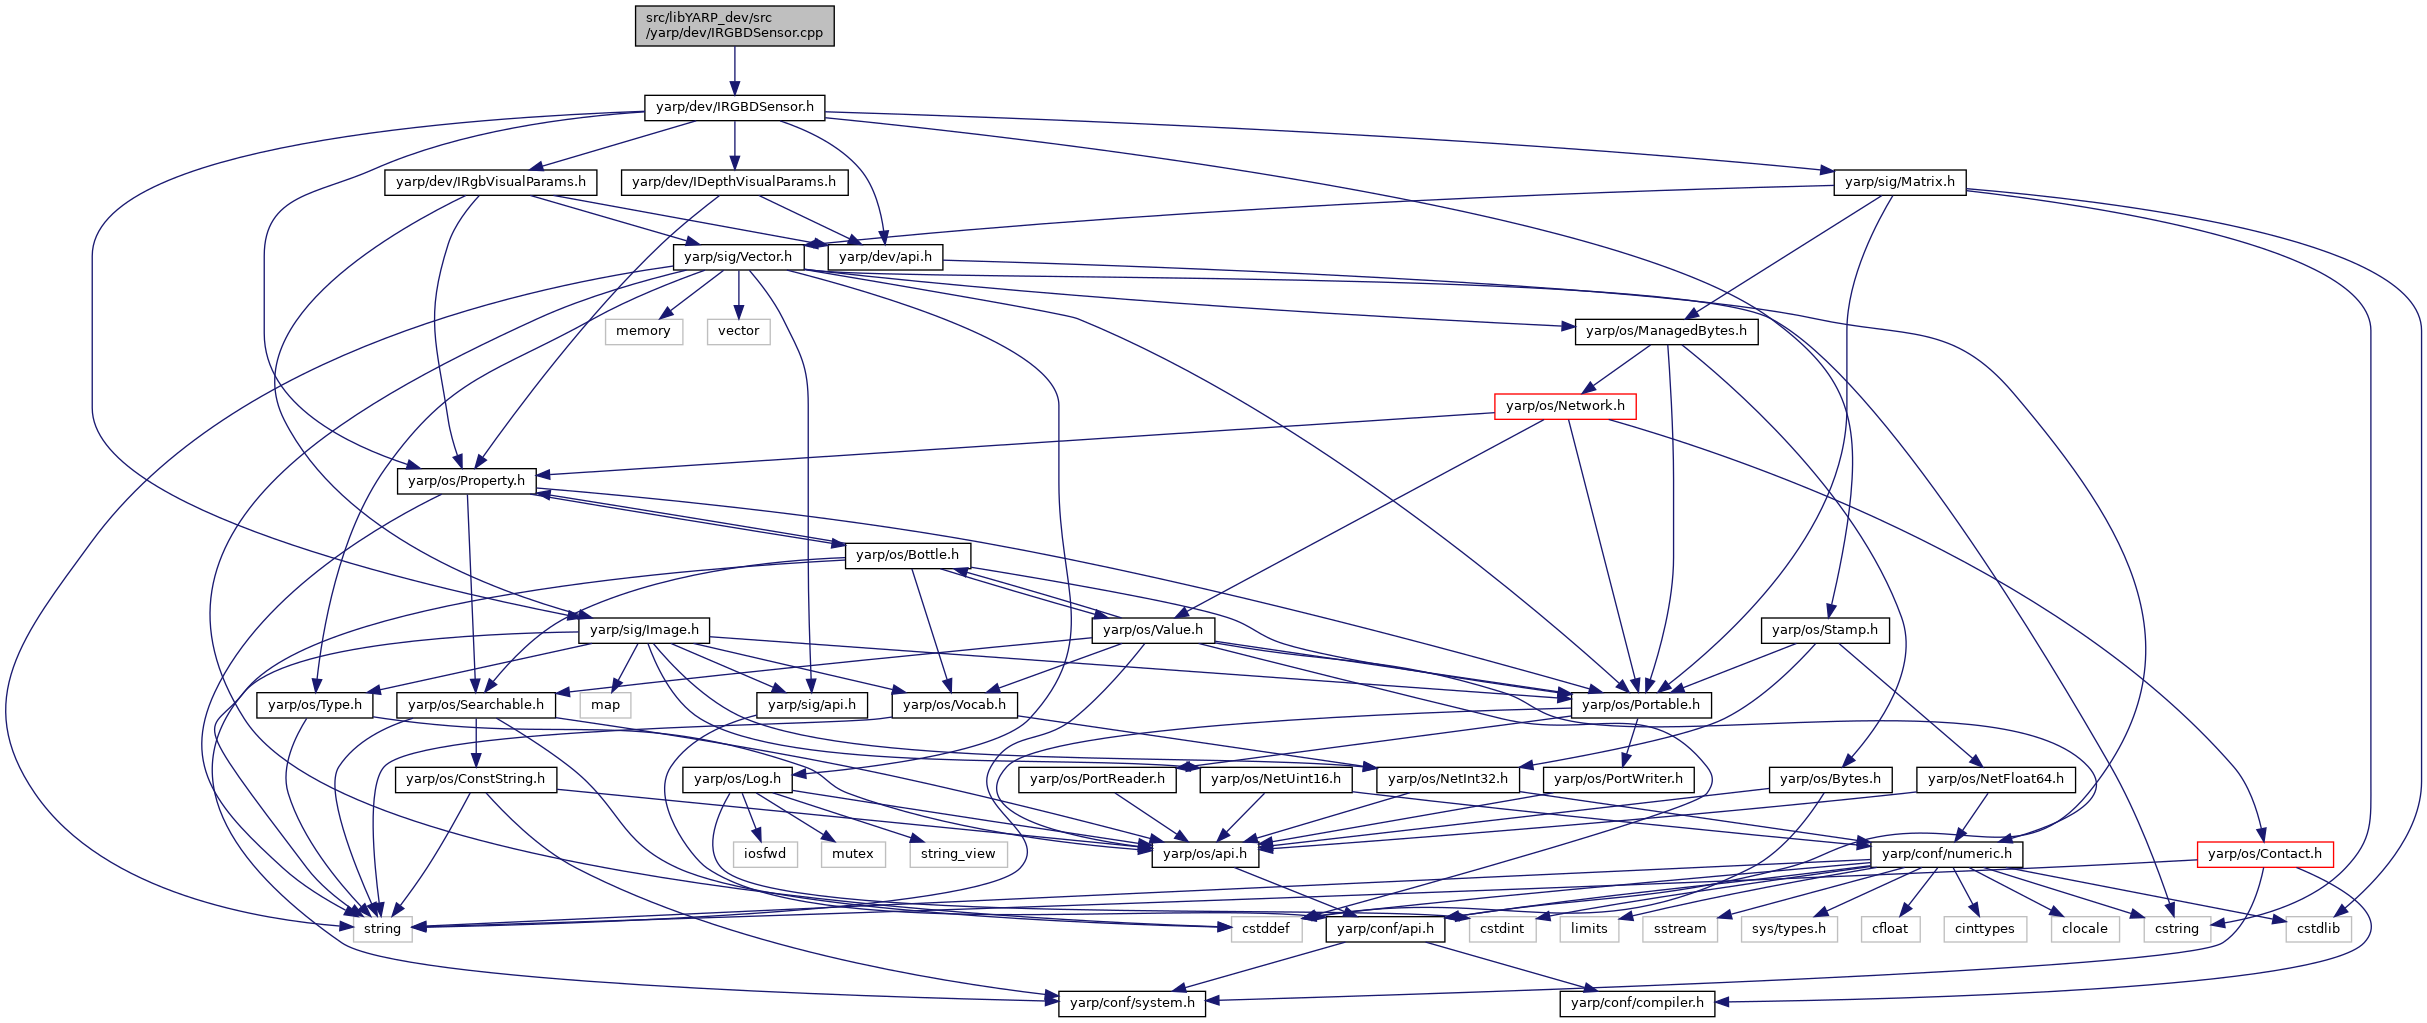 src/libYARP_dev/src
/yarp/dev/IRGBDSensor.cpp
yarp/dev/IRGBDSensor.h
yarp/dev/IRgbVisualParams.h
yarp/dev/IDepthVisualParams.h
yarp/sig/Matrix.h
yarp/sig/Vector.h
yarp/dev/api.h
memory
vector
yarp/os/ManagedBytes.h
yarp/os/Network.h
yarp/os/Property.h
yarp/os/Bottle.h
yarp/sig/Image.h
yarp/os/Value.h
yarp/os/Stamp.h
yarp/os/Type.h
yarp/os/Searchable.h
map
yarp/sig/api.h
yarp/os/Vocab.h
yarp/os/Portable.h
yarp/os/ConstString.h
yarp/os/Log.h
yarp/os/PortReader.h
yarp/os/NetUint16.h
yarp/os/NetInt32.h
yarp/os/PortWriter.h
yarp/os/Bytes.h
yarp/os/NetFloat64.h
iosfwd
mutex
string_view
yarp/os/api.h
yarp/conf/numeric.h
yarp/os/Contact.h
string
cstddef
yarp/conf/api.h
cstdint
limits
sstream
sys/types.h
cfloat
cinttypes
clocale
cstring
cstdlib
yarp/conf/system.h
yarp/conf/compiler.h